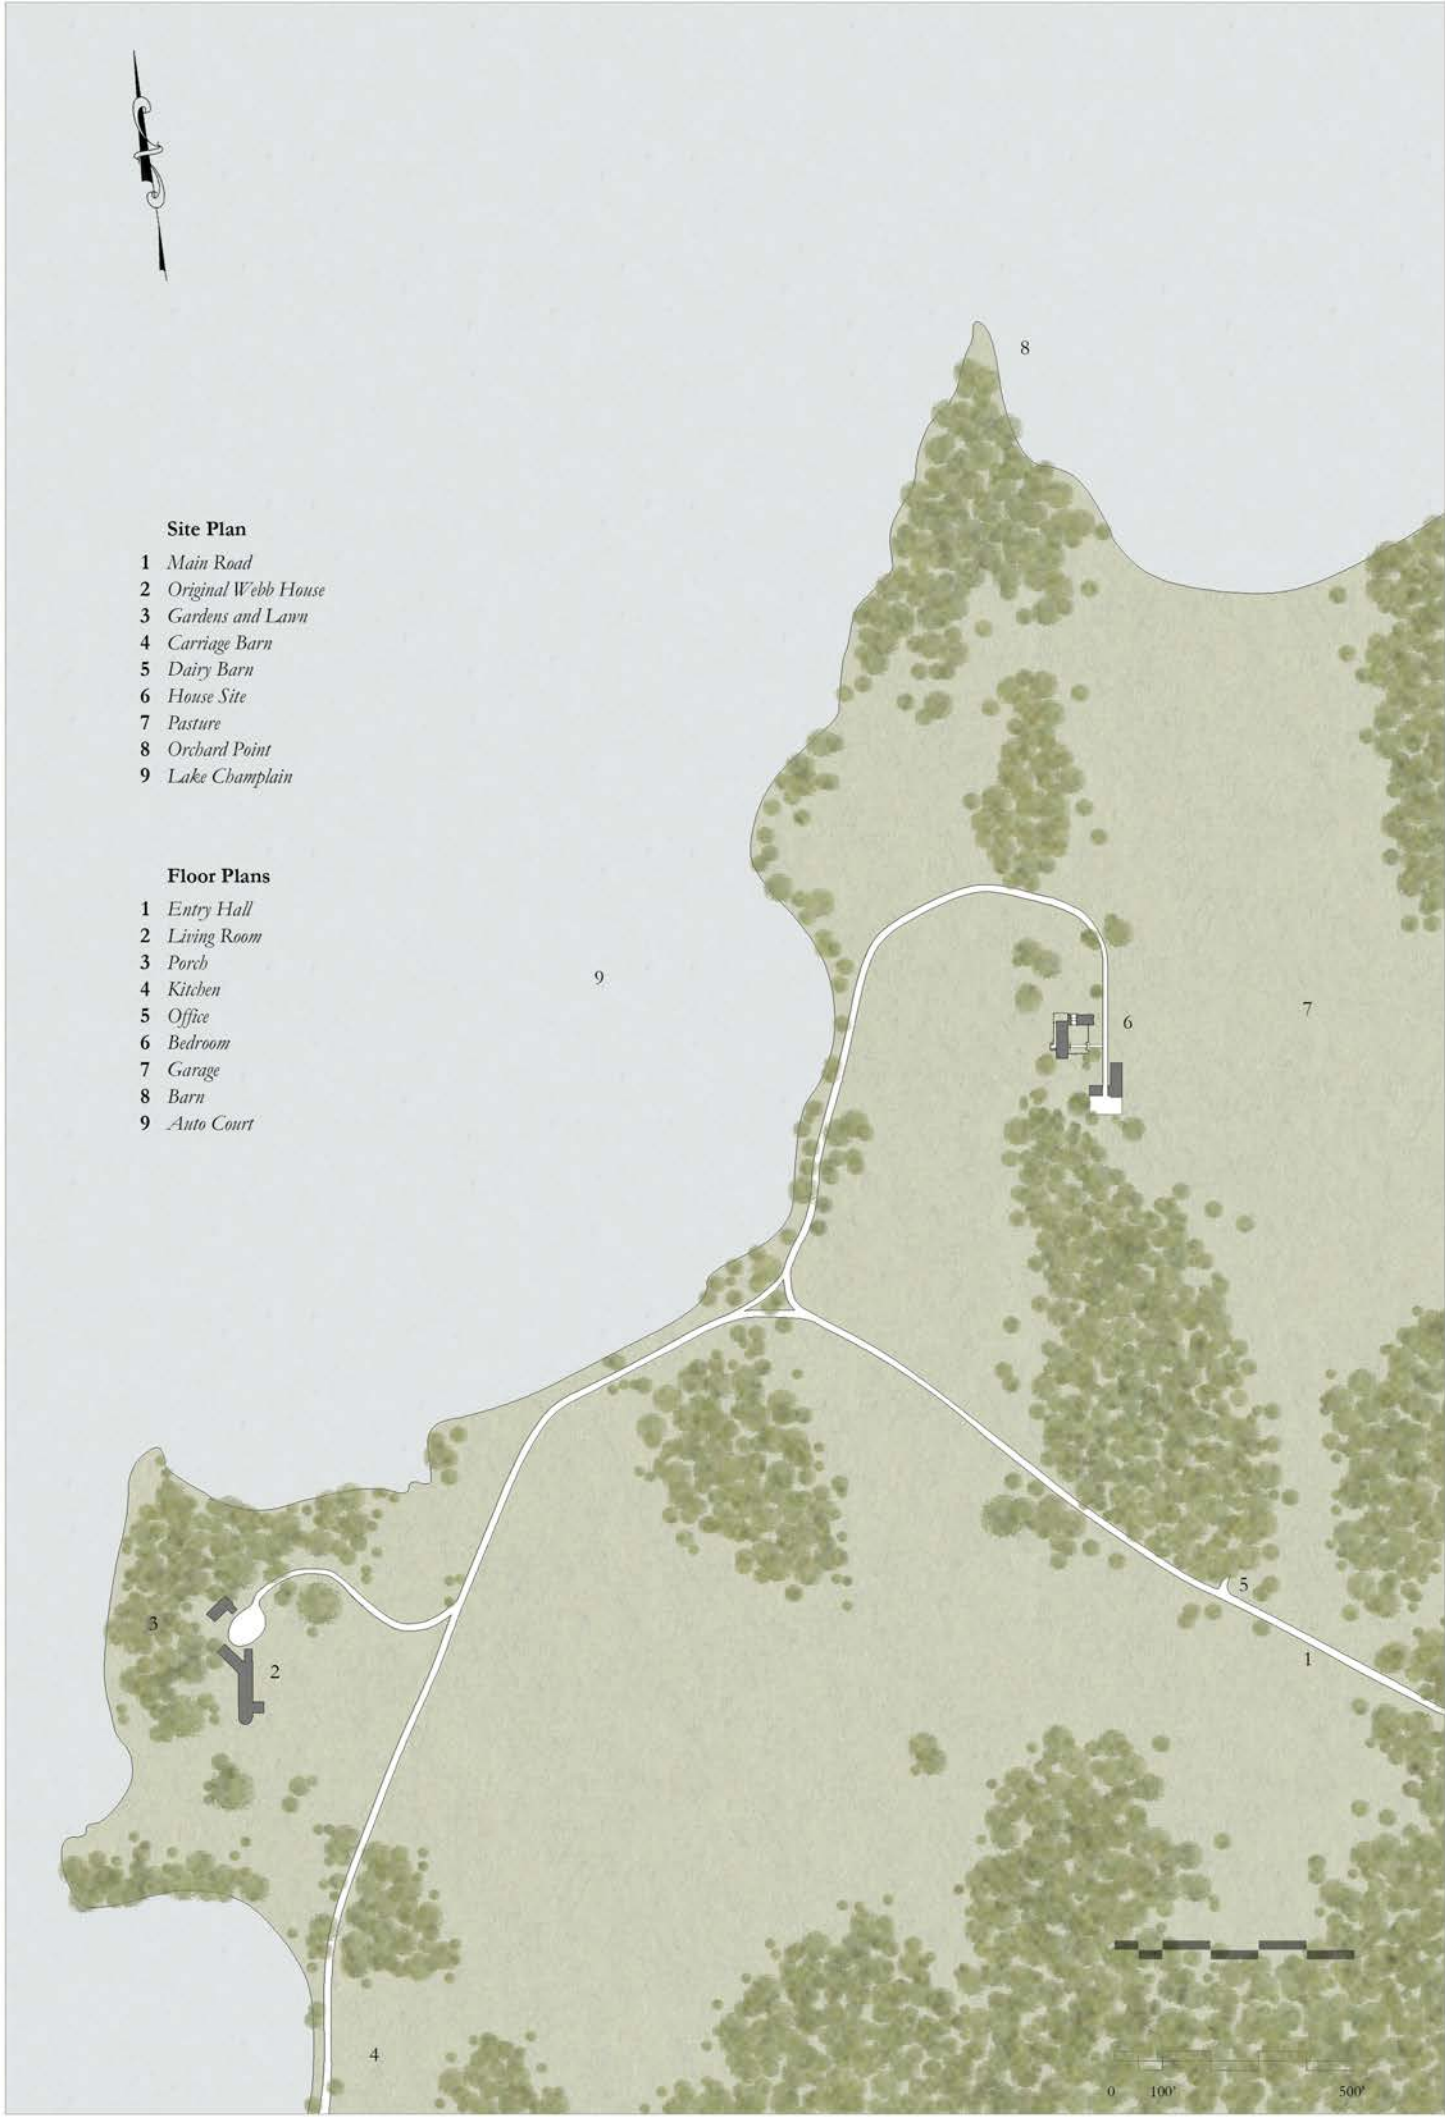 8
Site Plan
1 Main Road
2 Original Webb House
3 Gardens and Lawn
4 Carriage Barn
5 Dairy Barn
6 House Site
7 Pasture
8 Orchard Point
9 Lake Champlain
Floor Plans
1 Entry Hall
2 Living Room
3 Porch
4 Kitchen
5 Office
6 Bedroom
7 Garage
8 Barn
9 Auto Court
9
7
6
5
3
1
2
4
0 100' 500'